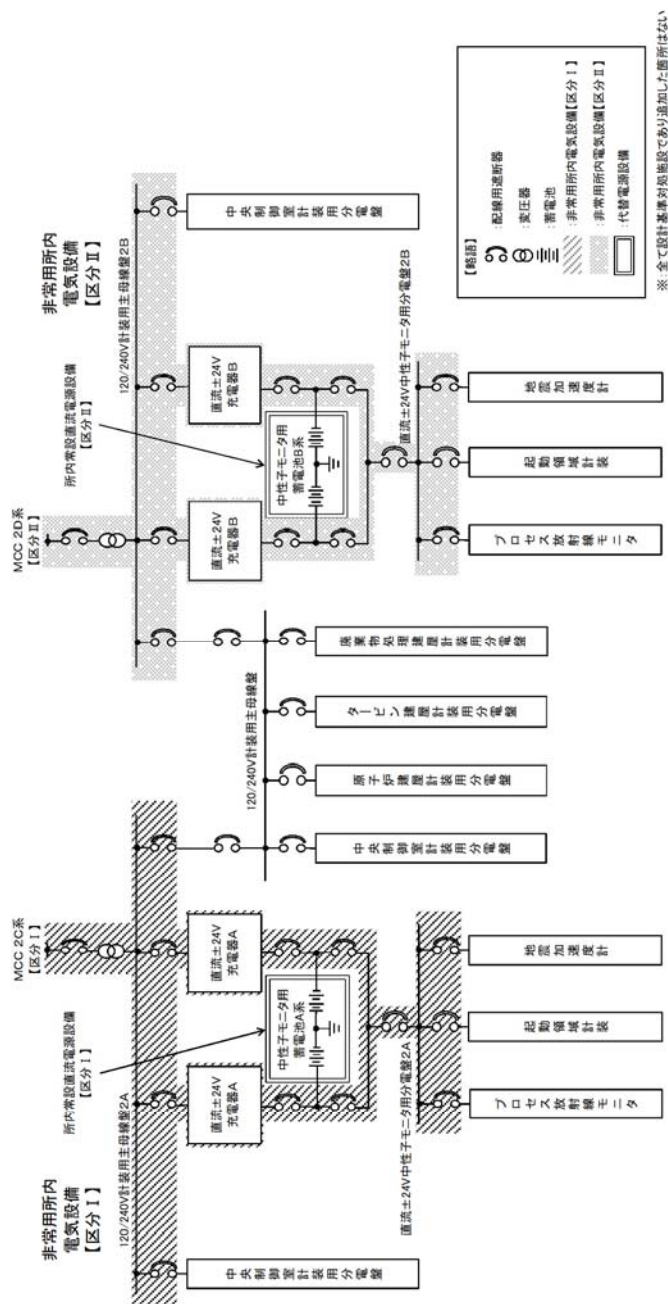 非常用所内
電気設備
【区分Ⅰ】
120/240V計装用主母線盤2A
中央制御室計装用分電盤
所内常設直流電源設備
【区分Ⅰ】
MCC 2C系
【区分Ⅰ】
直流±24V
充電器A
直流±24V
充電器A
中性子モニタ用
蓄電池A系
直流±24V中性子モニタ用分電盤2A
プロセス放射線モニタ
起動領域計装
地震加速度計
120/240V計装用主母線盤
中央制御室計装用分電盤
原子炉建屋計装用分電盤
タービン建屋計装用分電盤
廃棄物処理建屋計装用分電盤
MCC 2D系
【区分Ⅱ】
所内常設直流電源設備
【区分Ⅱ】
非常用所内
電気設備
【区分Ⅱ】
120/240V計装用主母線盤2B
直流±24V
充電器B
直流±24V
充電器B
中性子モニタ用
蓄電池B系
中央制御室計装用分電盤
直流±24V中性子モニタ用分電盤2B
プロセス放射線モニタ
起動領域計装
地震加速度計
【略語】
:配線用遮断器
:変圧器
:蓄電池
:非常用所内電気設備【区分Ⅰ】
:非常用所内電気設備【区分Ⅱ】
:代替電源設備
※:全て設計基準対処施設であり追加した箇所はない